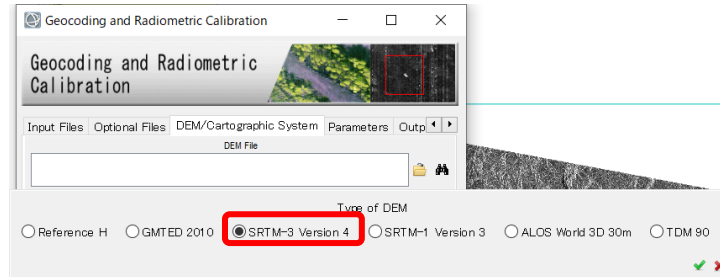 Geocoding and Radiometric Calibration
Geocoding and Radiometric
Calibration
Input Files Optional Files DEM/Cartographic System Parameters Outp
DEM File
Type of DEM
Reference H GMTED 2010 SRTM-3 Version 4 SRTM-1 Version 3 ALOS World 3D 30m TDM 90